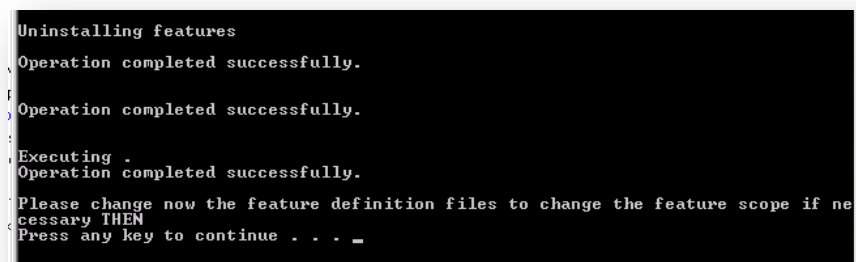 Uninstalling features
Operation completed successfully.
Operation completed successfully.
Executing .
Operation completed successfully.
Please change now the feature definition files to change the feature scope if ne
cessary THEN
Press any key to continue . . . _